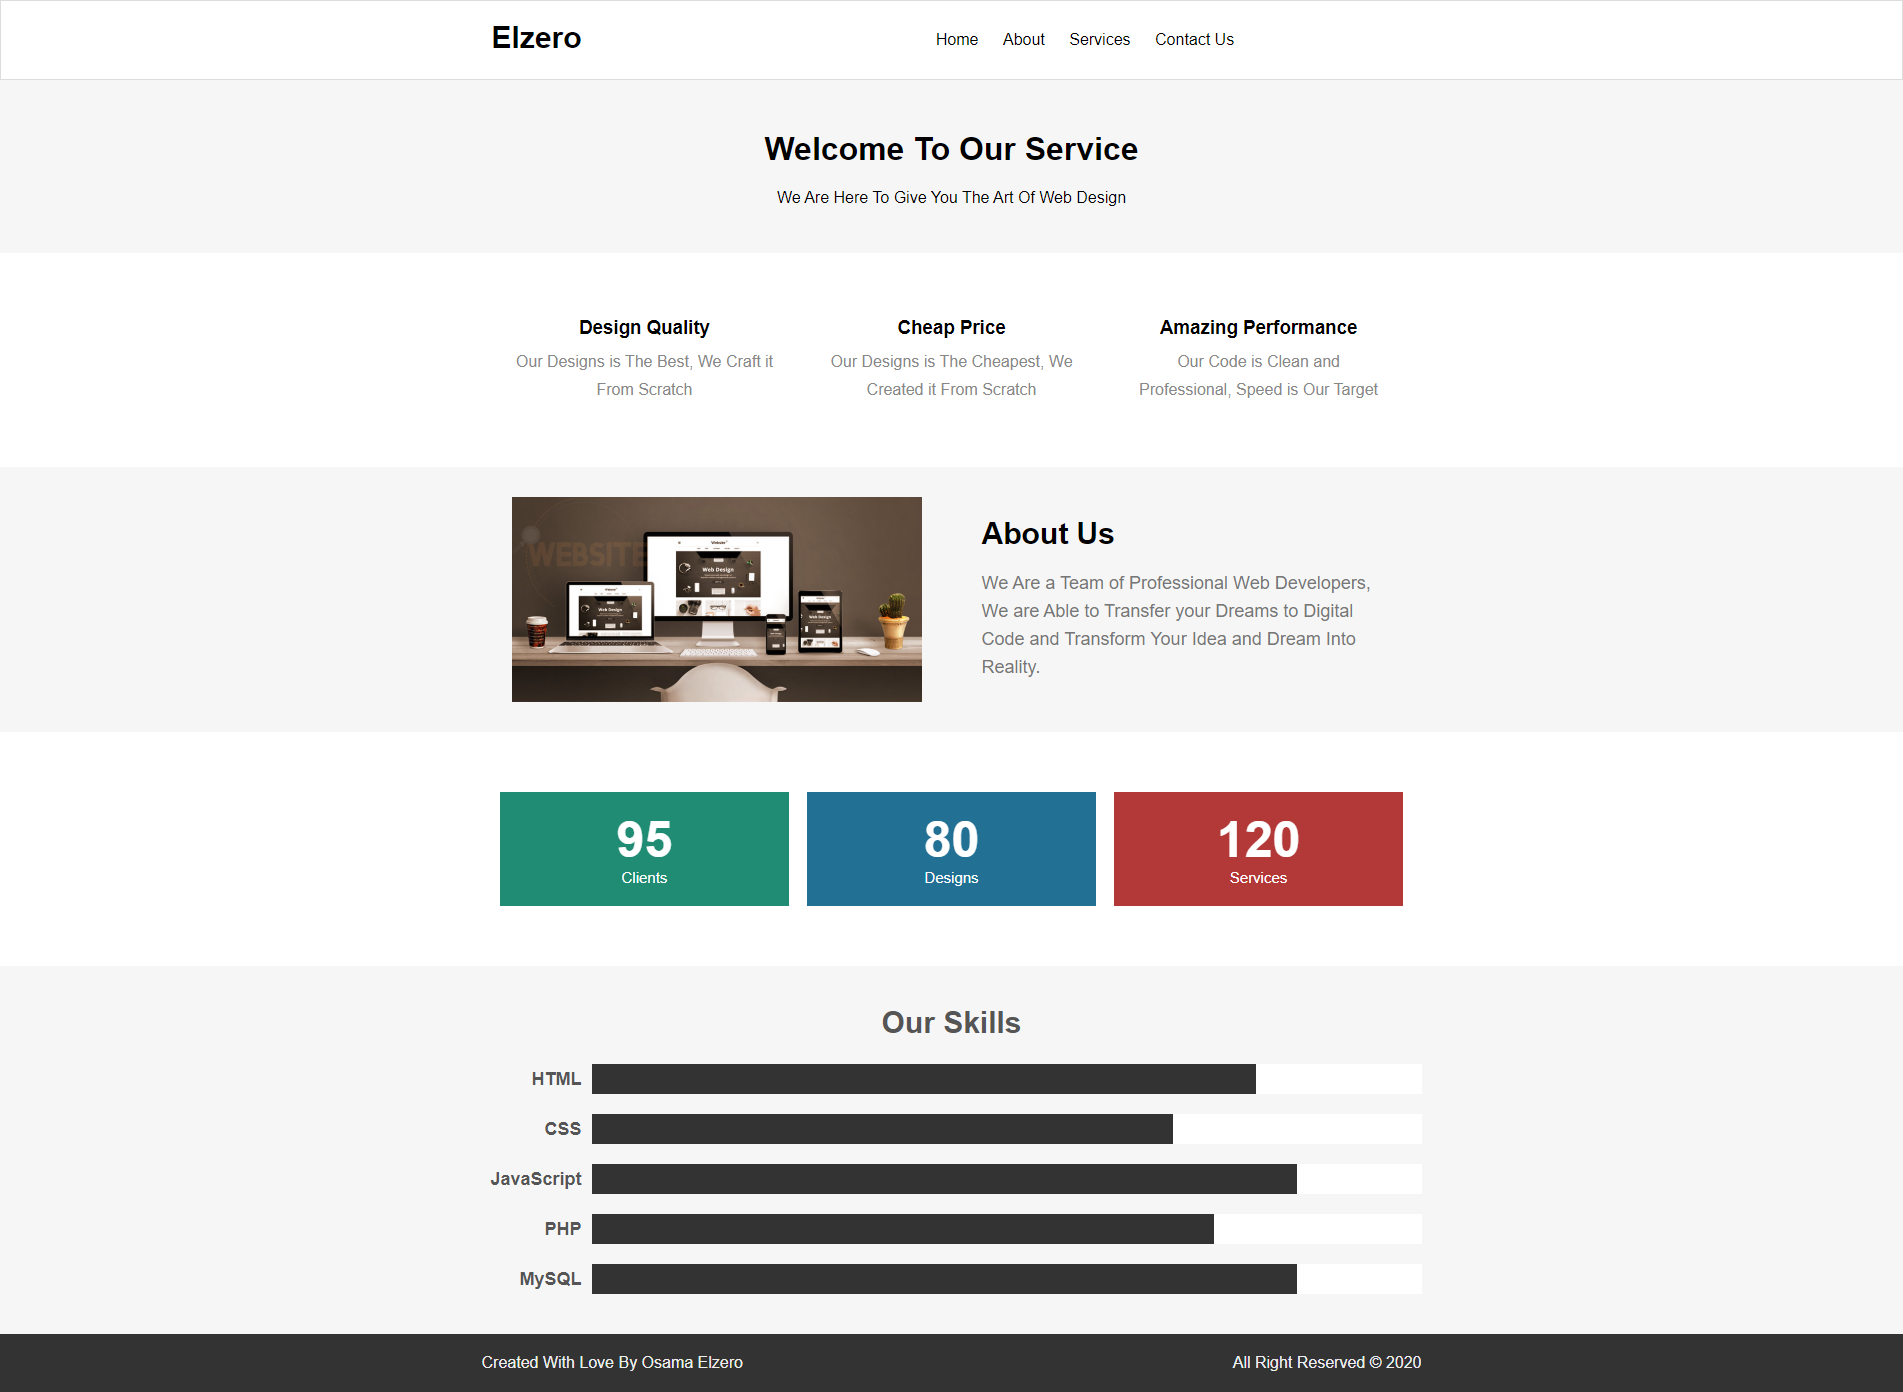 Elzero
Home About Services Contact Us
Welcome To Our Service
We Are Here To Give You The Art Of Web Design
Design Quality
Our Designs is The Best, We Craft it
From Scratch
Cheap Price
Our Designs is The Cheapest, We
Created it From Scratch
Amazing Performance
Our Code is Clean and
Professional, Speed is Our Target
WEBSITE
Website
Web Design
Web Design
Web Design
About Us
We Are a Team of Professional Web Developers,
We are Able to Transfer your Dreams to Digital
Code and Transform Your Idea and Dream Into
Reality.
95
Clients
80
Designs
120
Services
Our Skills
HTML
CSS
JavaScript
PHP
MySQL
Created With Love By Osama Elzero
All Right Reserved © 2020